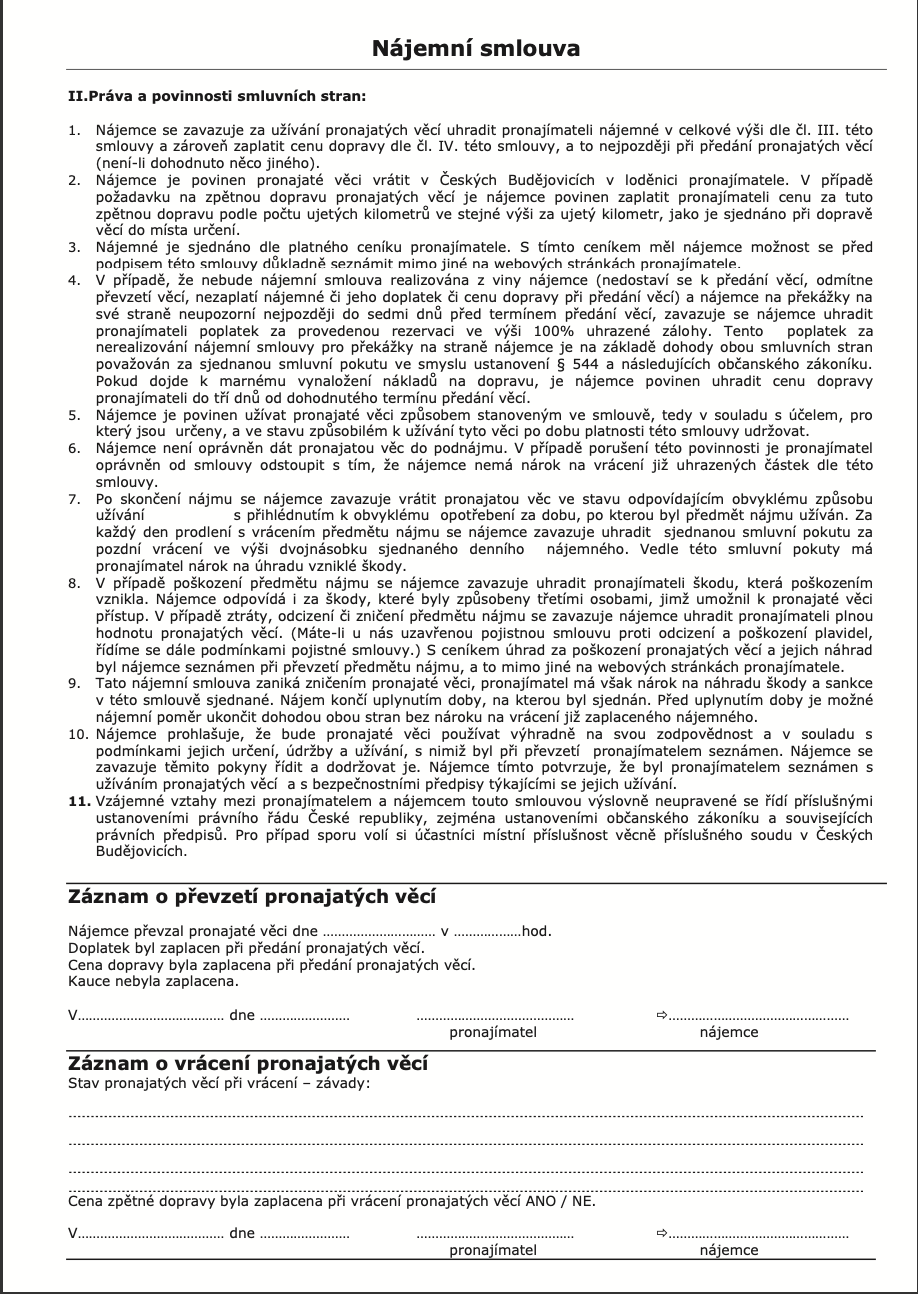 Nájemní smlouva
II.Práva a povinnosti smluvních stran:
1. Nájemce se zavazuje za užívání pronajatých věcí uhradit pronajímateli nájemné v celkové výši dle čl. III. této
smlouvy a zároveň zaplatit cenu dopravy dle čl. IV. této smlouvy, a to nejpozději při předání pronajatých věcí
(není-li dohodnuto něco jiného).
2. Nájemce je povinen pronajaté věci vrátit v Českých Budějovicích v loděnici pronajímatele. V případě
požadavku na zpětnou dopravu pronajatých věcí je nájemce povinen zaplatit pronajímateli cenu za tuto
zpětnou dopravu podle počtu ujetých kilometrů ve stejné výši za ujetý kilometr, jako je sjednáno při dopravě
věcí do místa určení.
3. Nájemné je sjednáno dle platného ceníku pronajímatele. S tímto ceníkem měl nájemce možnost se před
podpisem této smlouvy důkladně seznámit mimo jiné na webových stránkách pronajímatele.
4. V případě, že nebude nájemní smlouva realizována z viny nájemce (nedostaví se k předání věcí, odmítne
převzetí věcí, nezaplatí nájemné či jeho doplatek či cenu dopravy při předání věcí) a nájemce na překážky na
své straně neupozorní nejpozději do sedmi dnů před termínem předání věcí, zavazuje se nájemce uhradit
pronajímateli poplatek za provedenou rezervaci ve výši 100% uhrazené zálohy. Tento poplatek za
nerealizování nájemní smlouvy pro překážky na straně nájemce je na základě dohody obou smluvních stran
považován za sjednanou smluvní pokutu ve smyslu ustanovení § 544 a následujících občanského zákoníku.
Pokud dojde k marnému vynaložení nákladů na dopravu, je nájemce povinen uhradit cenu dopravy
pronajímateli do tří dnů od dohodnutého termínu předání věcí.
5. Nájemce je povinen užívat pronajaté věci způsobem stanoveným ve smlouvě, tedy v souladu s účelem, pro
který jsou určeny, a ve stavu způsobilém k užívání tyto věci po dobu platnosti této smlouvy udržovat.
6. Nájemce není oprávněn dát pronajatou věc do podnájmu. V případě porušení této povinnosti je pronajímatel
oprávněn od smlouvy odstoupit s tím, že nájemce nemá nárok na vrácení již uhrazených částek dle této
smlouvy.
7. Po skončení nájmu se nájemce zavazuje vrátit pronajatou věc ve stavu odpovídajícím obvyklému způsobu
užívání s přihlédnutím k obvyklému opotřebení za dobu, po kterou byl předmět nájmu užíván. Za
každý den prodlení s vrácením předmětu nájmu se nájemce zavazuje uhradit sjednanou smluvní pokutu za
pozdní vrácení ve výši dvojnásobku sjednaného denního nájemného. Vedle této smluvní pokuty má
pronajímatel nárok na úhradu vzniklé škody.
8. V případě poškození předmětu nájmu se nájemce zavazuje uhradit pronajímateli škodu, která poškozením
vznikla. Nájemce odpovídá i za škody, které byly způsobeny třetími osobami, jimž umožnil k pronajaté věci
přístup. V případě ztráty, odcizení či zničení předmětu nájmu se zavazuje nájemce uhradit pronajímateli plnou
hodnotu pronajatých věcí. (Máte-li u nás uzavřenou pojistnou smlouvu proti odcizení a poškození plavidel,
řídíme se dále podmínkami pojistné smlouvy.) S ceníkem úhrad za poškození pronajatých věcí a jejich náhrad
byl nájemce seznámen při převzetí předmětu nájmu, a to mimo jiné na webových stránkách pronajímatele.
9. Tato nájemní smlouva zaniká zničením pronajaté věci, pronajímatel má však nárok na náhradu škody a sankce
v této smlouvě sjednané. Nájem končí uplynutím doby, na kterou byl sjednán. Před uplynutím doby je možné
nájemní poměr ukončit dohodou obou stran bez nároku na vrácení již zaplaceného nájemného.
10. Nájemce prohlašuje, že bude pronajaté věci používat výhradně na svou zodpovědnost a v souladu s
podmínkami jejich určení, údržby a užívání, s nimiž byl při převzetí pronajímatelem seznámen. Nájemce se
zavazuje těmito pokyny řídit a dodržovat je. Nájemce tímto potvrzuje, že byl pronajímatelem seznámen s
užíváním pronajatých věcí a s bezpečnostními předpisy týkajícími se jejich užívání.
11. Vzájemné vztahy mezi pronajímatelem a nájemcem touto smlouvou výslovně neupravené se řídí příslušnými
ustanoveními právního řádu České republiky, zejména ustanoveními občanského zákoníku a souvisejících
právních předpisů. Pro případ sporu volí si účastníci místní příslušnost věcně příslušného soudu v Českých
Budějovicích.
Záznam o převzetí pronajatých věcí
Nájemce převzal pronajaté věci dne ………………………… v ………………hod.
Doplatek byl zaplacen při předání pronajatých věcí.
Cena dopravy byla zaplacena při předání pronajatých věcí.
Kauce nebyla zaplacena.
V………………………………… dne …………………… …………………………………… ⇨…………………………………………
pronajímatel nájemce
Záznam o vrácení pronajatých věcí
Stav pronajatých věcí při vrácení – závady:
Cena zpětné dopravy byla zaplacena při vrácení pronajatých věcí ANO / NE.
V………………………………… dne …………………… …………………………………… ⇨…………………………………………
pronajímatel nájemce